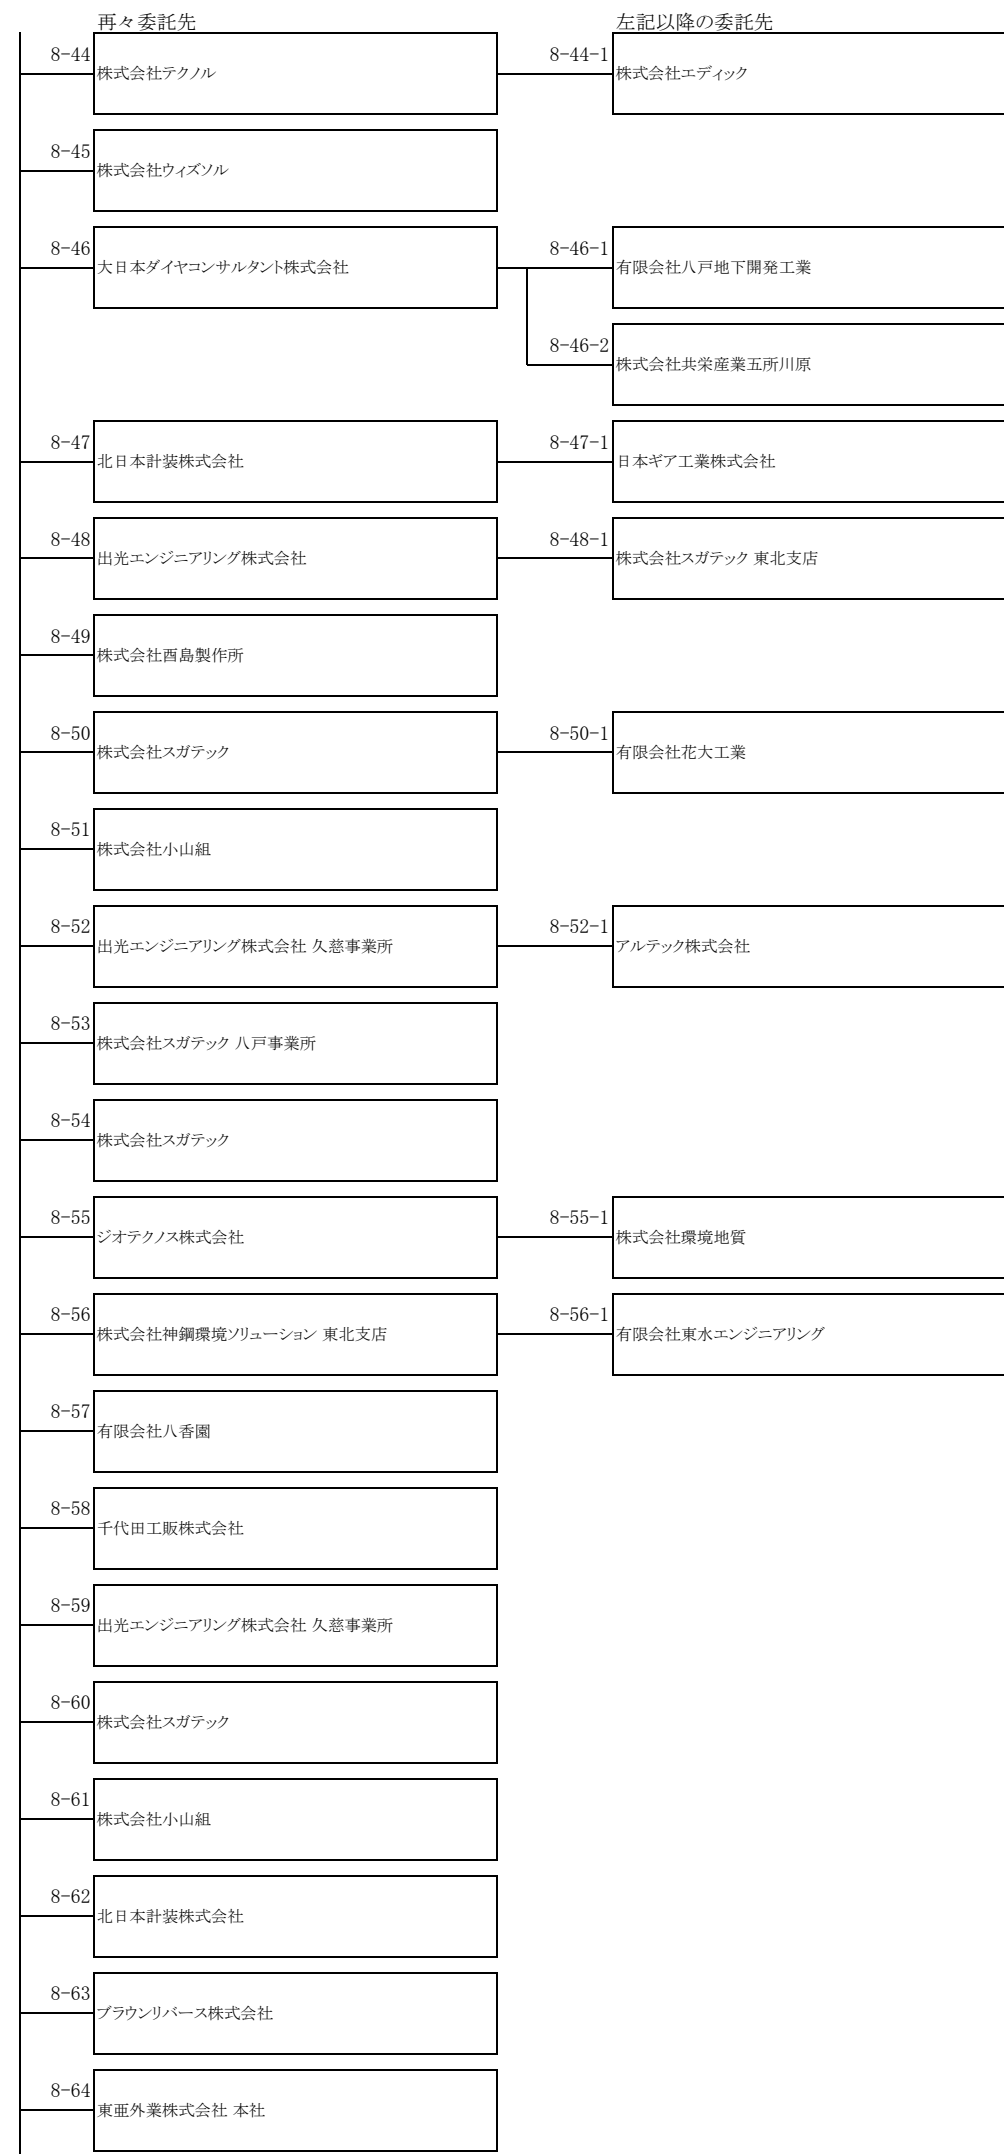 再々委託先
左記以降の委託先
8-44
株式会社テクノル
8-44-1
株式会社エディック
8-45
株式会社ウィズソル
8-46
大日本ダイヤコンサルタント株式会社
8-46-1
有限会社八戸地下開発工業
8-46-2
株式会社共栄産業五所川原
8-47
北日本計装株式会社
8-47-1
日本ギア工業株式会社
8-48
出光エンジニアリング株式会社
8-48-1
株式会社スガテック 東北支店
8-49
株式会社酉島製作所
8-50
株式会社スガテック
8-50-1
有限会社花大工業
8-51
株式会社小山組
8-52
出光エンジニアリング株式会社 久慈事業所
8-52-1
アルテック株式会社
8-53
株式会社スガテック 八戸事業所
8-54
株式会社スガテック
8-55
ジオテクノス株式会社
8-55-1
株式会社環境地質
8-56
株式会社神鋼環境ソリューション 東北支店
8-56-1
有限会社東水エンジニアリング
8-57
有限会社八香園
8-58
千代田工販株式会社
8-59
出光エンジニアリング株式会社 久慈事業所
8-60
株式会社スガテック
8-61
株式会社小山組
8-62
北日本計装株式会社
8-63
ブラウンリバース株式会社
8-64
東亜外業株式会社 本社